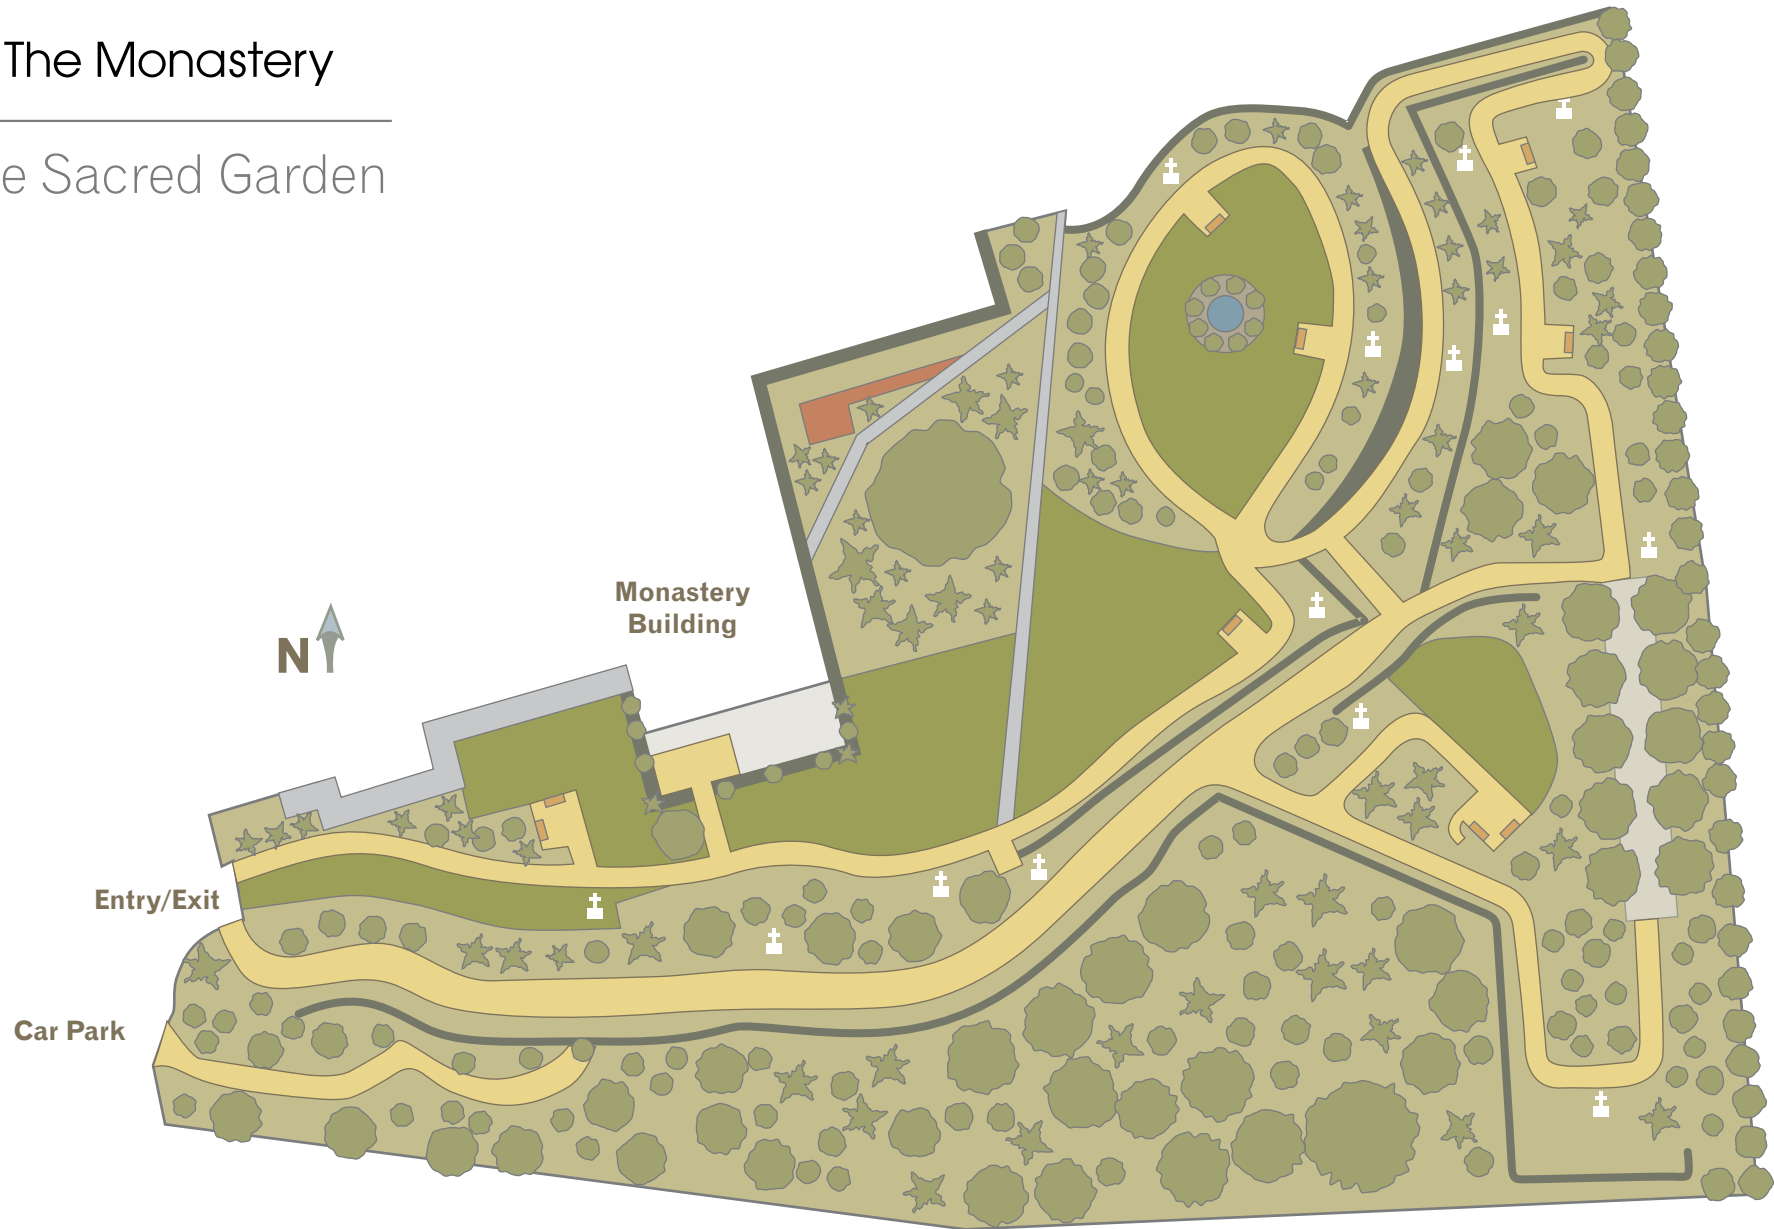 The Monastery
e Sacred Garden
Monastery
Building
N
Entry/Exit
Car Park